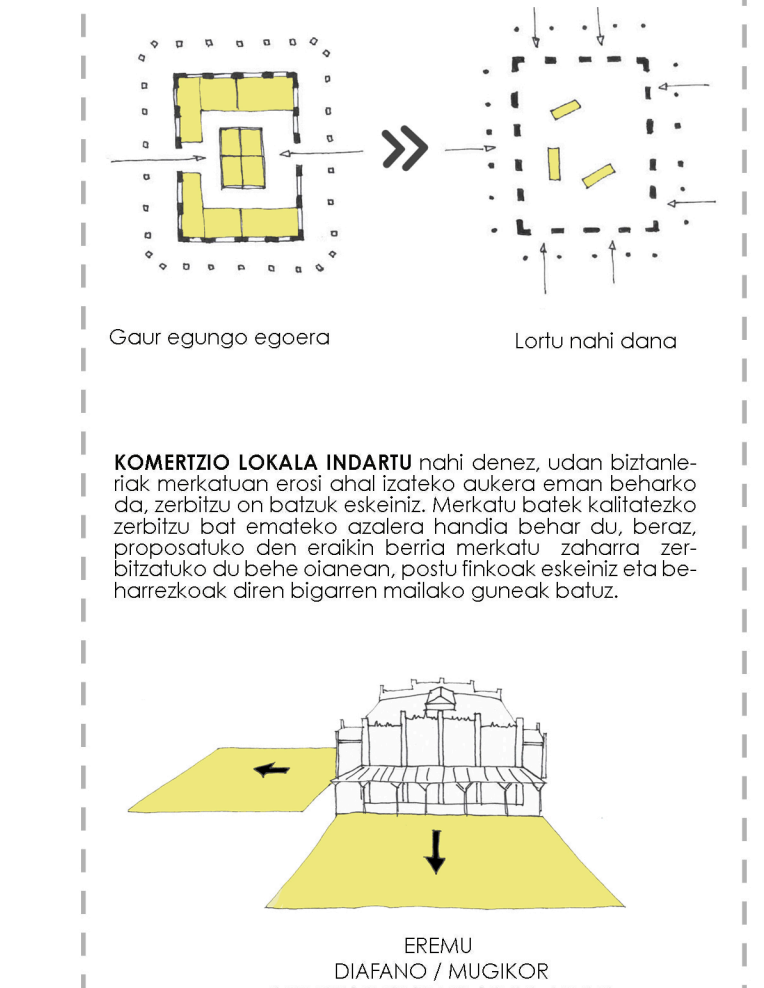 Gaur egungo egoera
Lortu nahi dana
KOMERTZIO LOKALA INDARTU nahi denez, udan biztanle-
riak merkatuan erosi ahal izateko aukera eman beharko
da, zerbitzu on batzuk eskeiniz. Merkatu batek kalitatezko
zerbitzu bat emateko azalera handia behar du, beraz,
proposatuko den eraikin berria merkatu zaharra zer-
bitzatuko du behe oianean, postu finkoak eskeiniz eta be-
harrezkoak diren bigarren mailako guneak batuz.
EREMU
DIAFANO / MUGIKOR